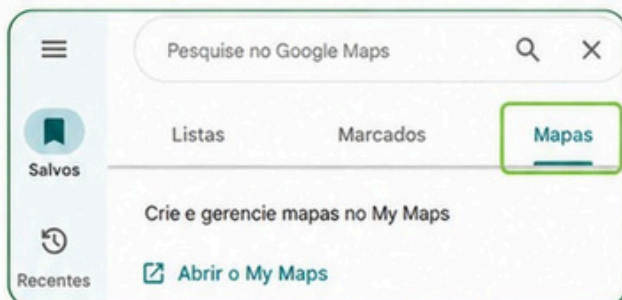 Pesquise no Google Maps
Listas Marcados Mapas
Salvos
Crie e gerencie mapas no My Maps
Recentes
Abrir o My Maps